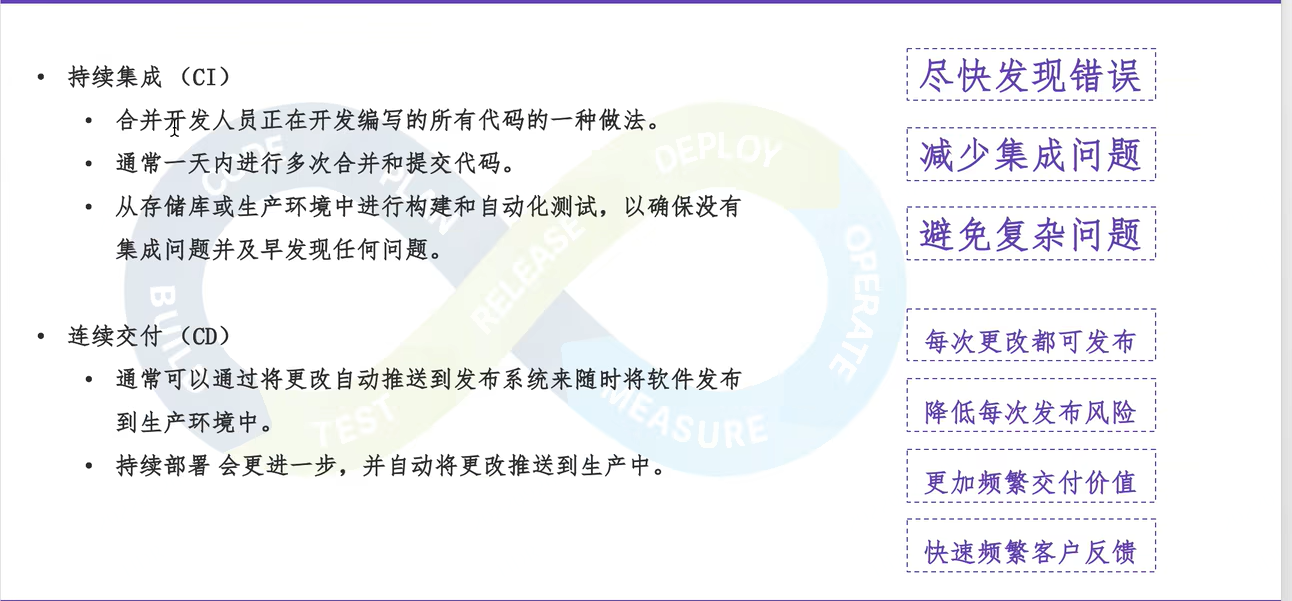 • 持续集成 （CI）
• 合并开发人员正在开发编写的所有代码的一种做法。
• 通常一天内进行多次合并和提交代码。
• 从存储库或生产环境中进行构建和自动化测试，以确保没有
集成问题并及早发现任何问题。
• 连续交付 （CD）
• 通常可以通过将更改自动推送到发布系统来随时将软件发布
到生产环境中。
• 持续部署 会更进一步，并自动将更改推送到生产中。
尽快发现错误
减少集成问题
避免复杂问题
每次更改都可发布
降低每次发布风险
更加频繁交付价值
快速频繁客户反馈
CODE
PLAN
BUILD
TEST
RELEASE
DEPLOY
OPERATE
MEASURE